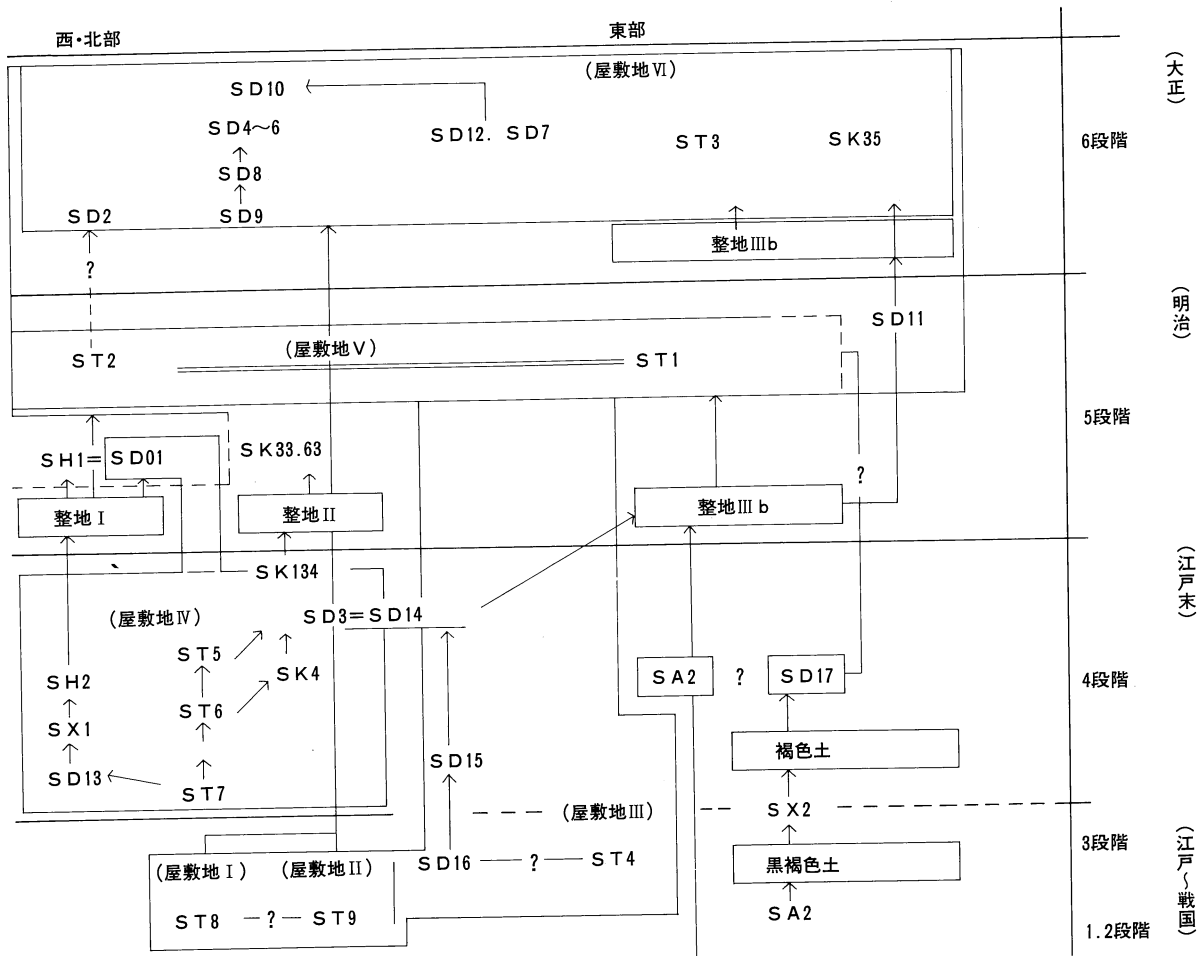 西・北部
東部
(屋敷地Ⅵ)
(大正)
SD10
SD4～6
SD12. SD7
ST3
SK35
6段階
SD8
SD2
SD9
整地Ⅲb
?
(明治)
SD11
(屋敷地Ⅴ)
ST2
ST1
5段階
SH1=SD01
SK33.63
?
整地Ⅰ
整地Ⅱ
整地Ⅲb
(江戸末)
SK134
(屋敷地Ⅳ)
SD3=SD14
ST5
SK4
SH2
SA2
?
SD17
4段階
ST6
SX1
褐色土
SD13
SD15
ST7
(屋敷地Ⅲ)
SX2
3段階
(江戸～戦国)
(屋敷地Ⅰ)
(屋敷地Ⅱ)
SD16 — ? — ST4
黒褐色土
ST8 —?— ST9
SA2
1.2段階